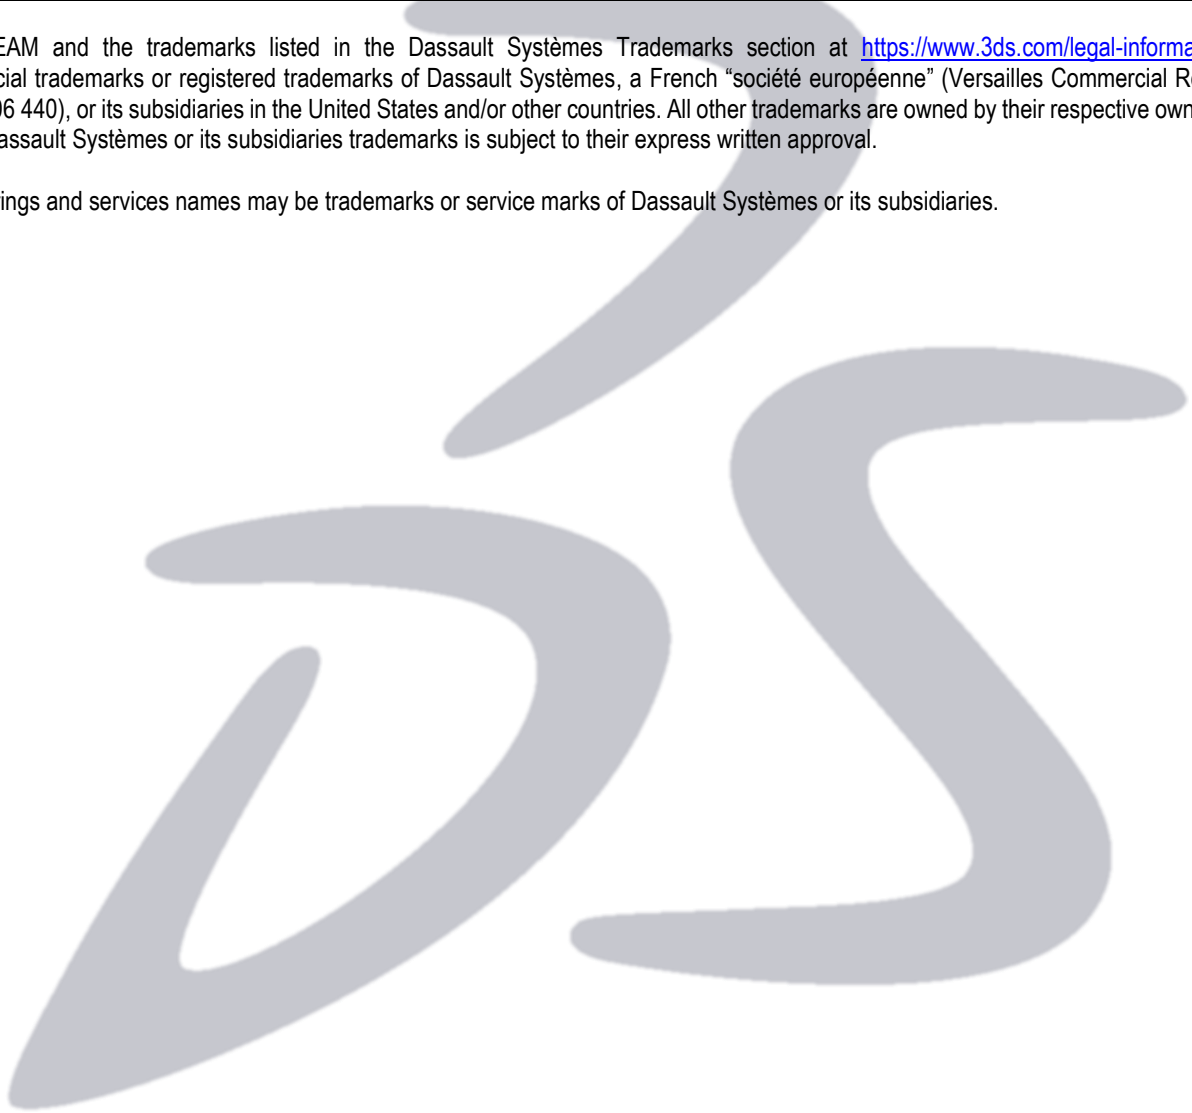 EAM and the trademarks listed in the Dassault Systèmes Trademarks section at https://www.3ds.com/legal-informa
cial trademarks or registered trademarks of Dassault Systèmes, a French “société européenne” (Versailles Commercial Re
96 440), or its subsidiaries in the United States and/or other countries. All other trademarks are owned by their respective own
assault Systèmes or its subsidiaries trademarks is subject to their express written approval.
rings and services names may be trademarks or service marks of Dassault Systèmes or its subsidiaries.